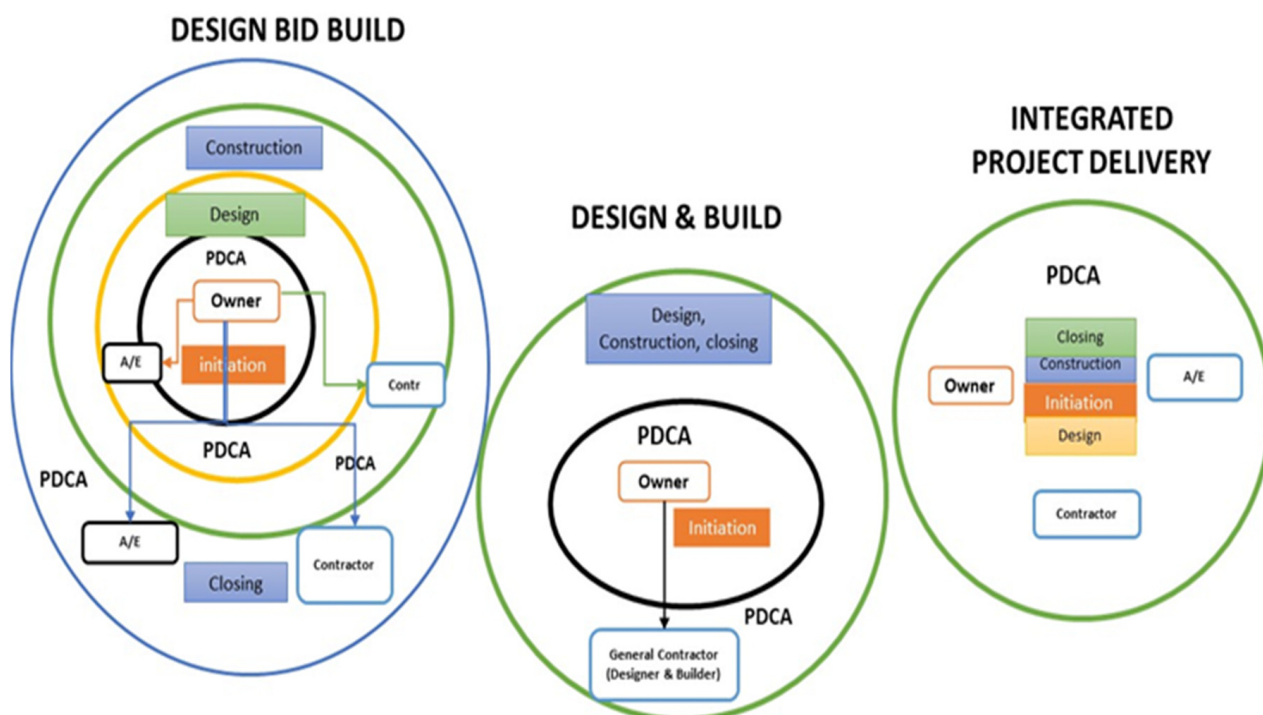 DESIGN BID BUILD
Construction
Design
PDCA
Owner
A/E
initiation
Contr
PDCA
PDCA
PDCA
A/E
Contractor
Closing
DESIGN & BUILD
Design,
Construction, closing
PDCA
Owner
Initiation
PDCA
General Contractor
(Designer & Builder)
INTEGRATED
PROJECT DELIVERY
PDCA
Closing
Construction
Owner
A/E
Initiation
Design
Contractor